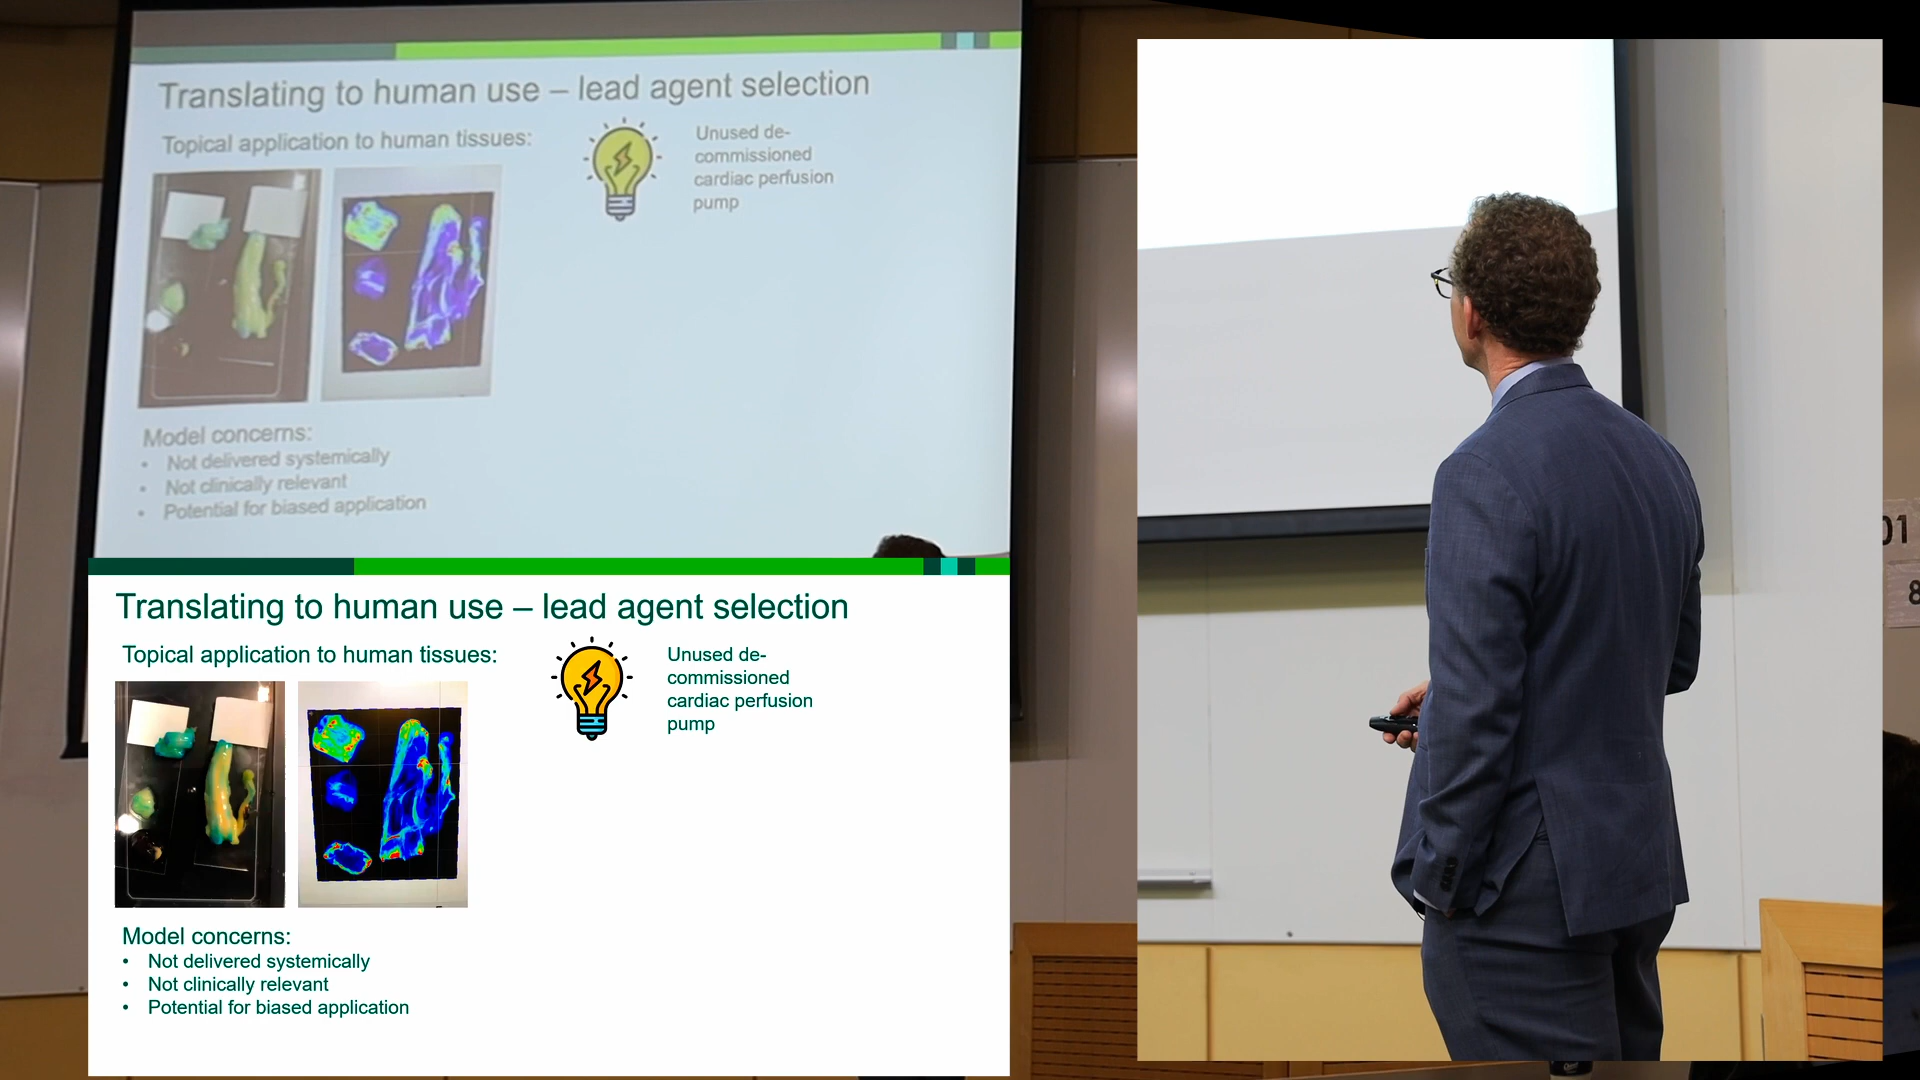 Translating to human use – lead agent selection
Topical application to human tissues:
Unused de-
commissioned
cardiac perfusion
pump
Model concerns:
• Not delivered systemically
• Not clinically relevant
• Potential for biased application
Translating to human use – lead agent selection
Topical application to human tissues:
Unused de-
commissioned
cardiac perfusion
pump
Model concerns:
• Not delivered systemically
• Not clinically relevant
• Potential for biased application
01
8